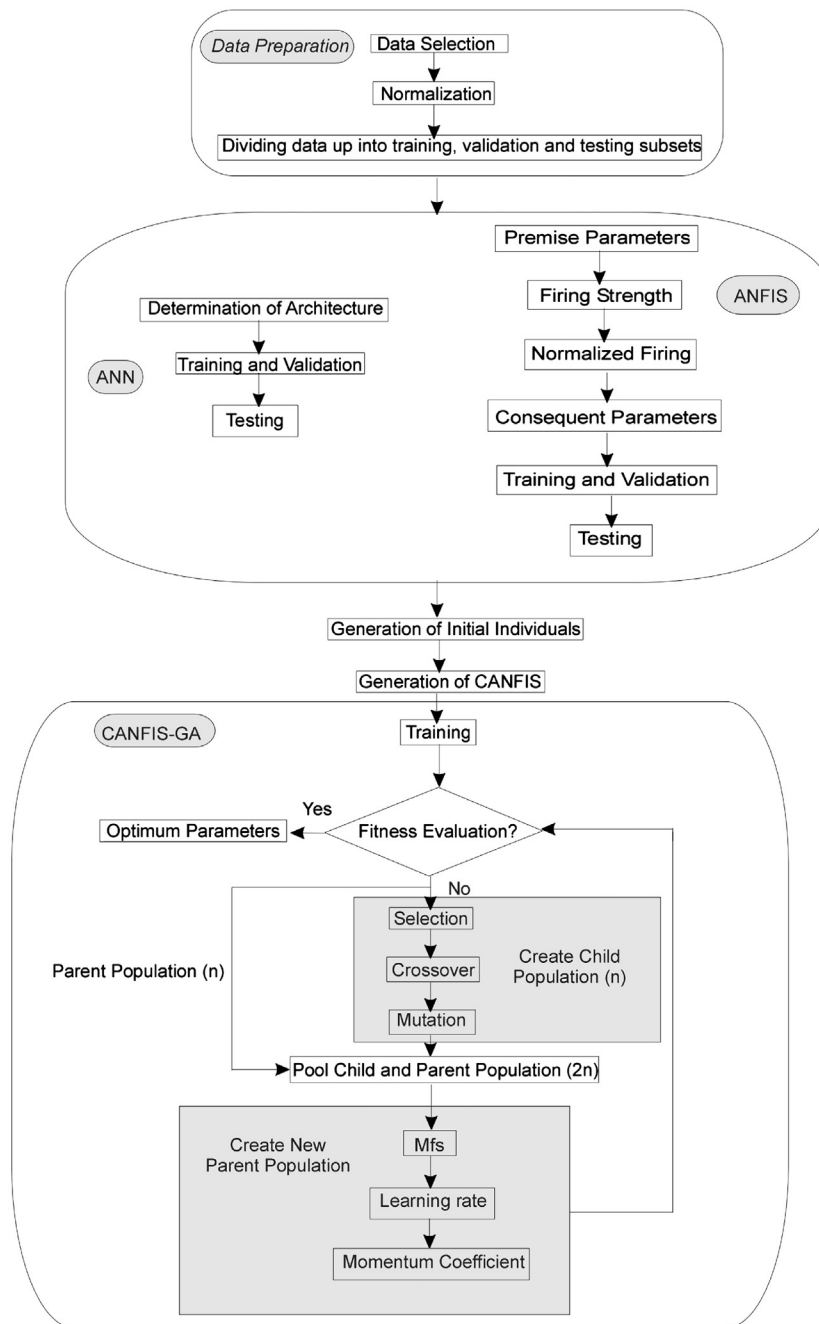 Data Preparation
Data Selection
Normalization
Dividing data up into training, validation and testing subsets
ANN
Determination of Architecture
Training and Validation
Testing
ANFIS
Premise Parameters
Firing Strength
Normalized Firing
Consequent Parameters
Training and Validation
Testing
Generation of Initial Individuals
Generation of CANFIS
CANFIS-GA
Training
Fitness Evaluation?
Yes
Optimum Parameters
No
Parent Population (n)
Selection
Crossover
Mutation
Create Child
Population (n)
Pool Child and Parent Population (2n)
Create New
Parent Population
Mfs
Learning rate
Momentum Coefficient